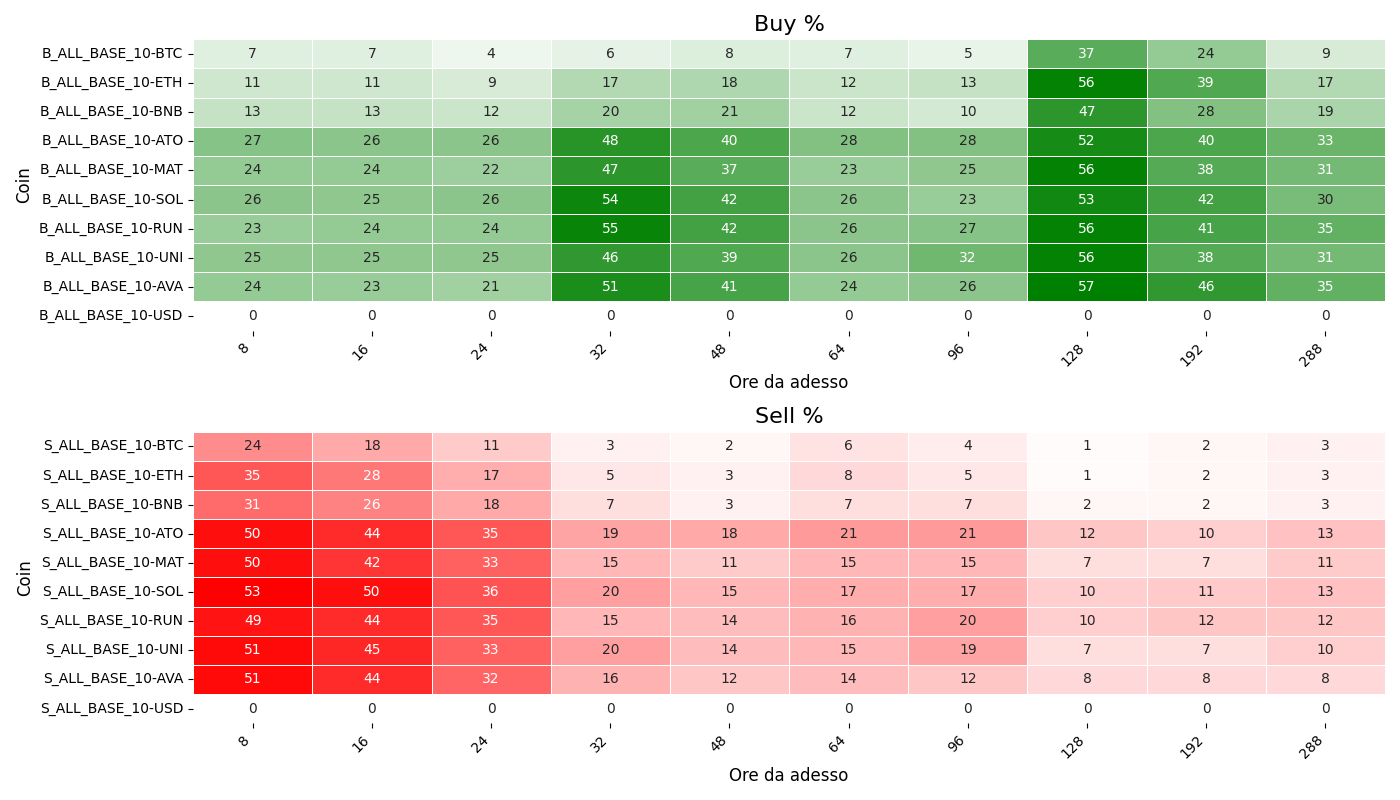 Buy %
Coin
B_ALL_BASE_10-BTC 7 7 4 6 8 7 5 37 24 9
B_ALL_BASE_10-ETH 11 11 9 17 18 12 13 56 39 17
B_ALL_BASE_10-BNB 13 13 12 20 21 12 10 47 28 19
B_ALL_BASE_10-ATO 27 26 26 48 40 28 28 52 40 33
B_ALL_BASE_10-MAT 24 24 22 47 37 23 25 56 38 31
B_ALL_BASE_10-SOL 26 25 26 54 42 26 23 53 42 30
B_ALL_BASE_10-RUN 23 24 24 55 42 26 27 56 41 35
B_ALL_BASE_10-UNI 25 25 25 46 39 26 32 56 38 31
B_ALL_BASE_10-AVA 24 23 21 51 41 24 26 57 46 35
B_ALL_BASE_10-USD 0 0 0 0 0 0 0 0 0 0
8 16 24 32 48 64 96 128 192 288
Ore da adesso
Sell %
Coin
S_ALL_BASE_10-BTC 24 18 11 3 2 6 4 1 2 3
S_ALL_BASE_10-ETH 35 28 17 5 3 8 5 1 2 3
S_ALL_BASE_10-BNB 31 26 18 7 3 7 7 2 2 3
S_ALL_BASE_10-ATO 50 44 35 19 18 21 21 12 10 13
S_ALL_BASE_10-MAT 50 42 33 15 11 15 15 7 7 11
S_ALL_BASE_10-SOL 53 50 36 20 15 17 17 10 11 13
S_ALL_BASE_10-RUN 49 44 35 15 14 16 20 10 12 12
S_ALL_BASE_10-UNI 51 45 33 20 14 15 19 7 7 10
S_ALL_BASE_10-AVA 51 44 32 16 12 14 12 8 8 8
S_ALL_BASE_10-USD 0 0 0 0 0 0 0 0 0 0
8 16 24 32 48 64 96 128 192 288
Ore da adesso